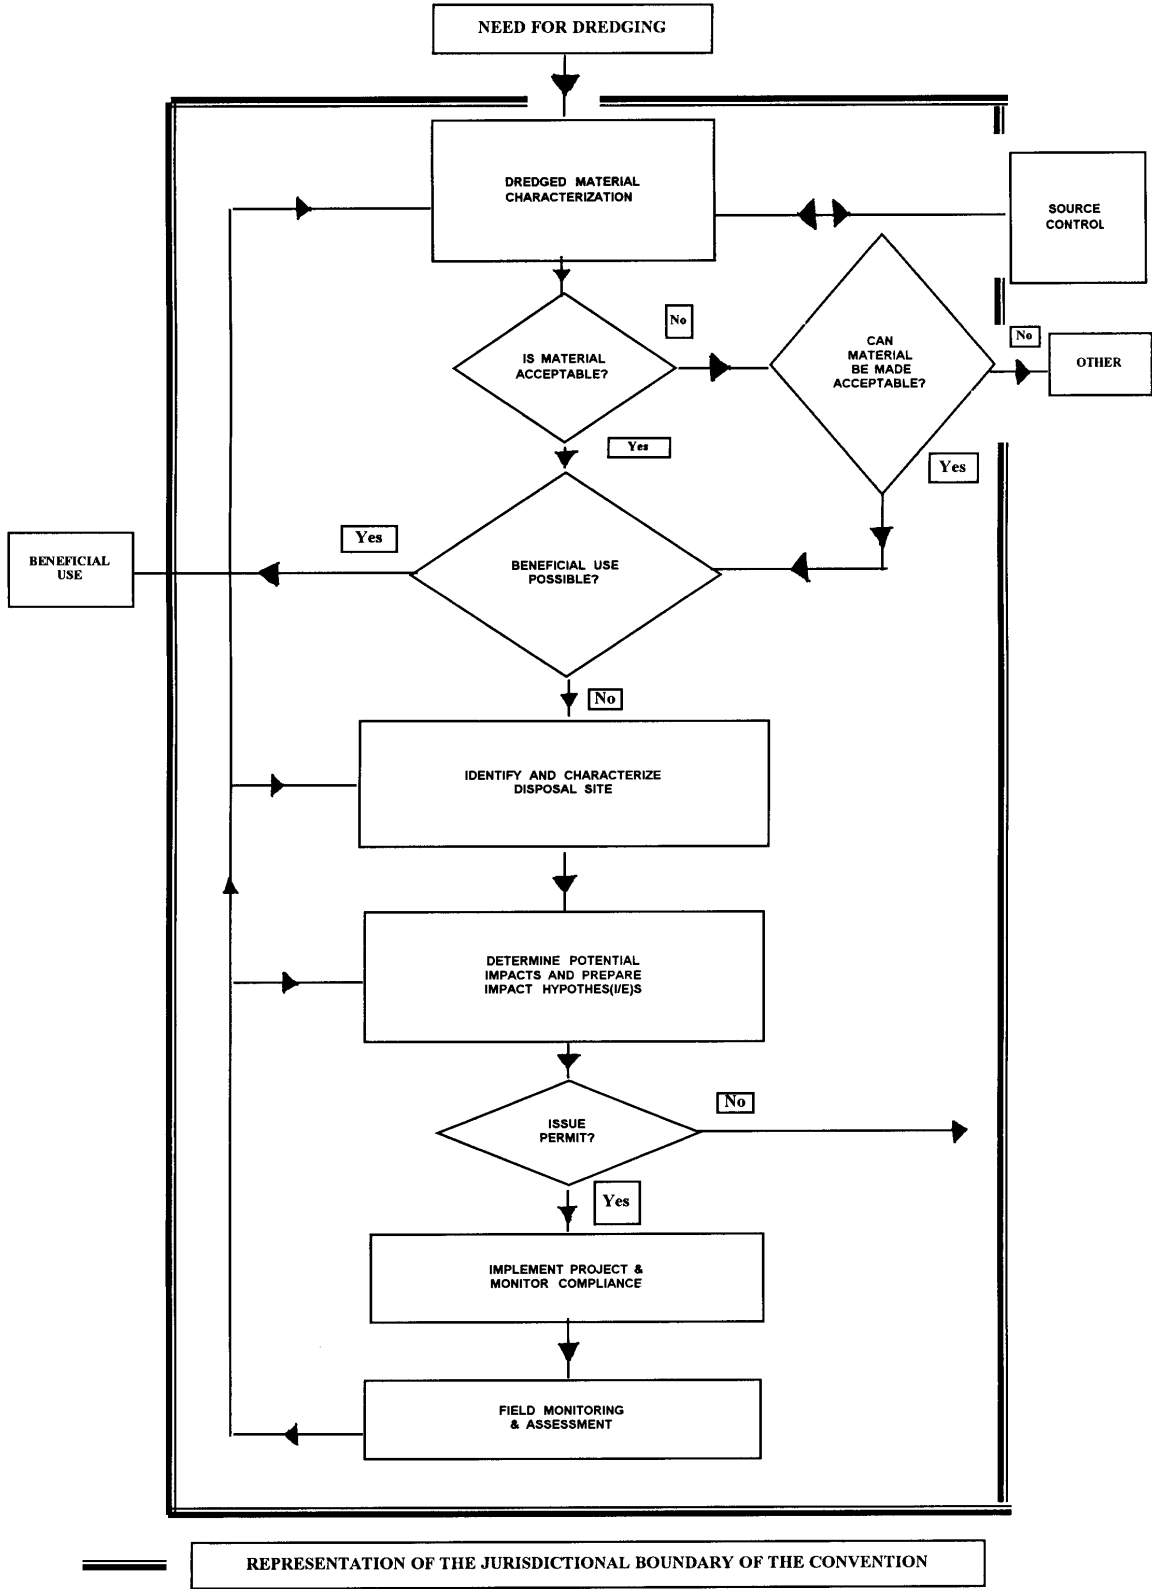 NEED FOR DREDGING
DREDGED MATERIAL
CHARACTERIZATION
SOURCE
CONTROL
No
IS MATERIAL
ACCEPTABLE?
CAN
MATERIAL
BE MADE
ACCEPTABLE?
No
OTHER
Yes
Yes
Yes
BENEFICIAL
USE
BENEFICIAL USE
POSSIBLE?
No
IDENTIFY AND CHARACTERIZE
DISPOSAL SITE
DETERMINE POTENTIAL
IMPACTS AND PREPARE
IMPACT HYPOTHES(I/E)S
ISSUE
PERMIT?
No
Yes
IMPLEMENT PROJECT &
MONITOR COMPLIANCE
FIELD MONITORING
& ASSESSMENT
REPRESENTATION OF THE JURISDICTIONAL BOUNDARY OF THE CONVENTION